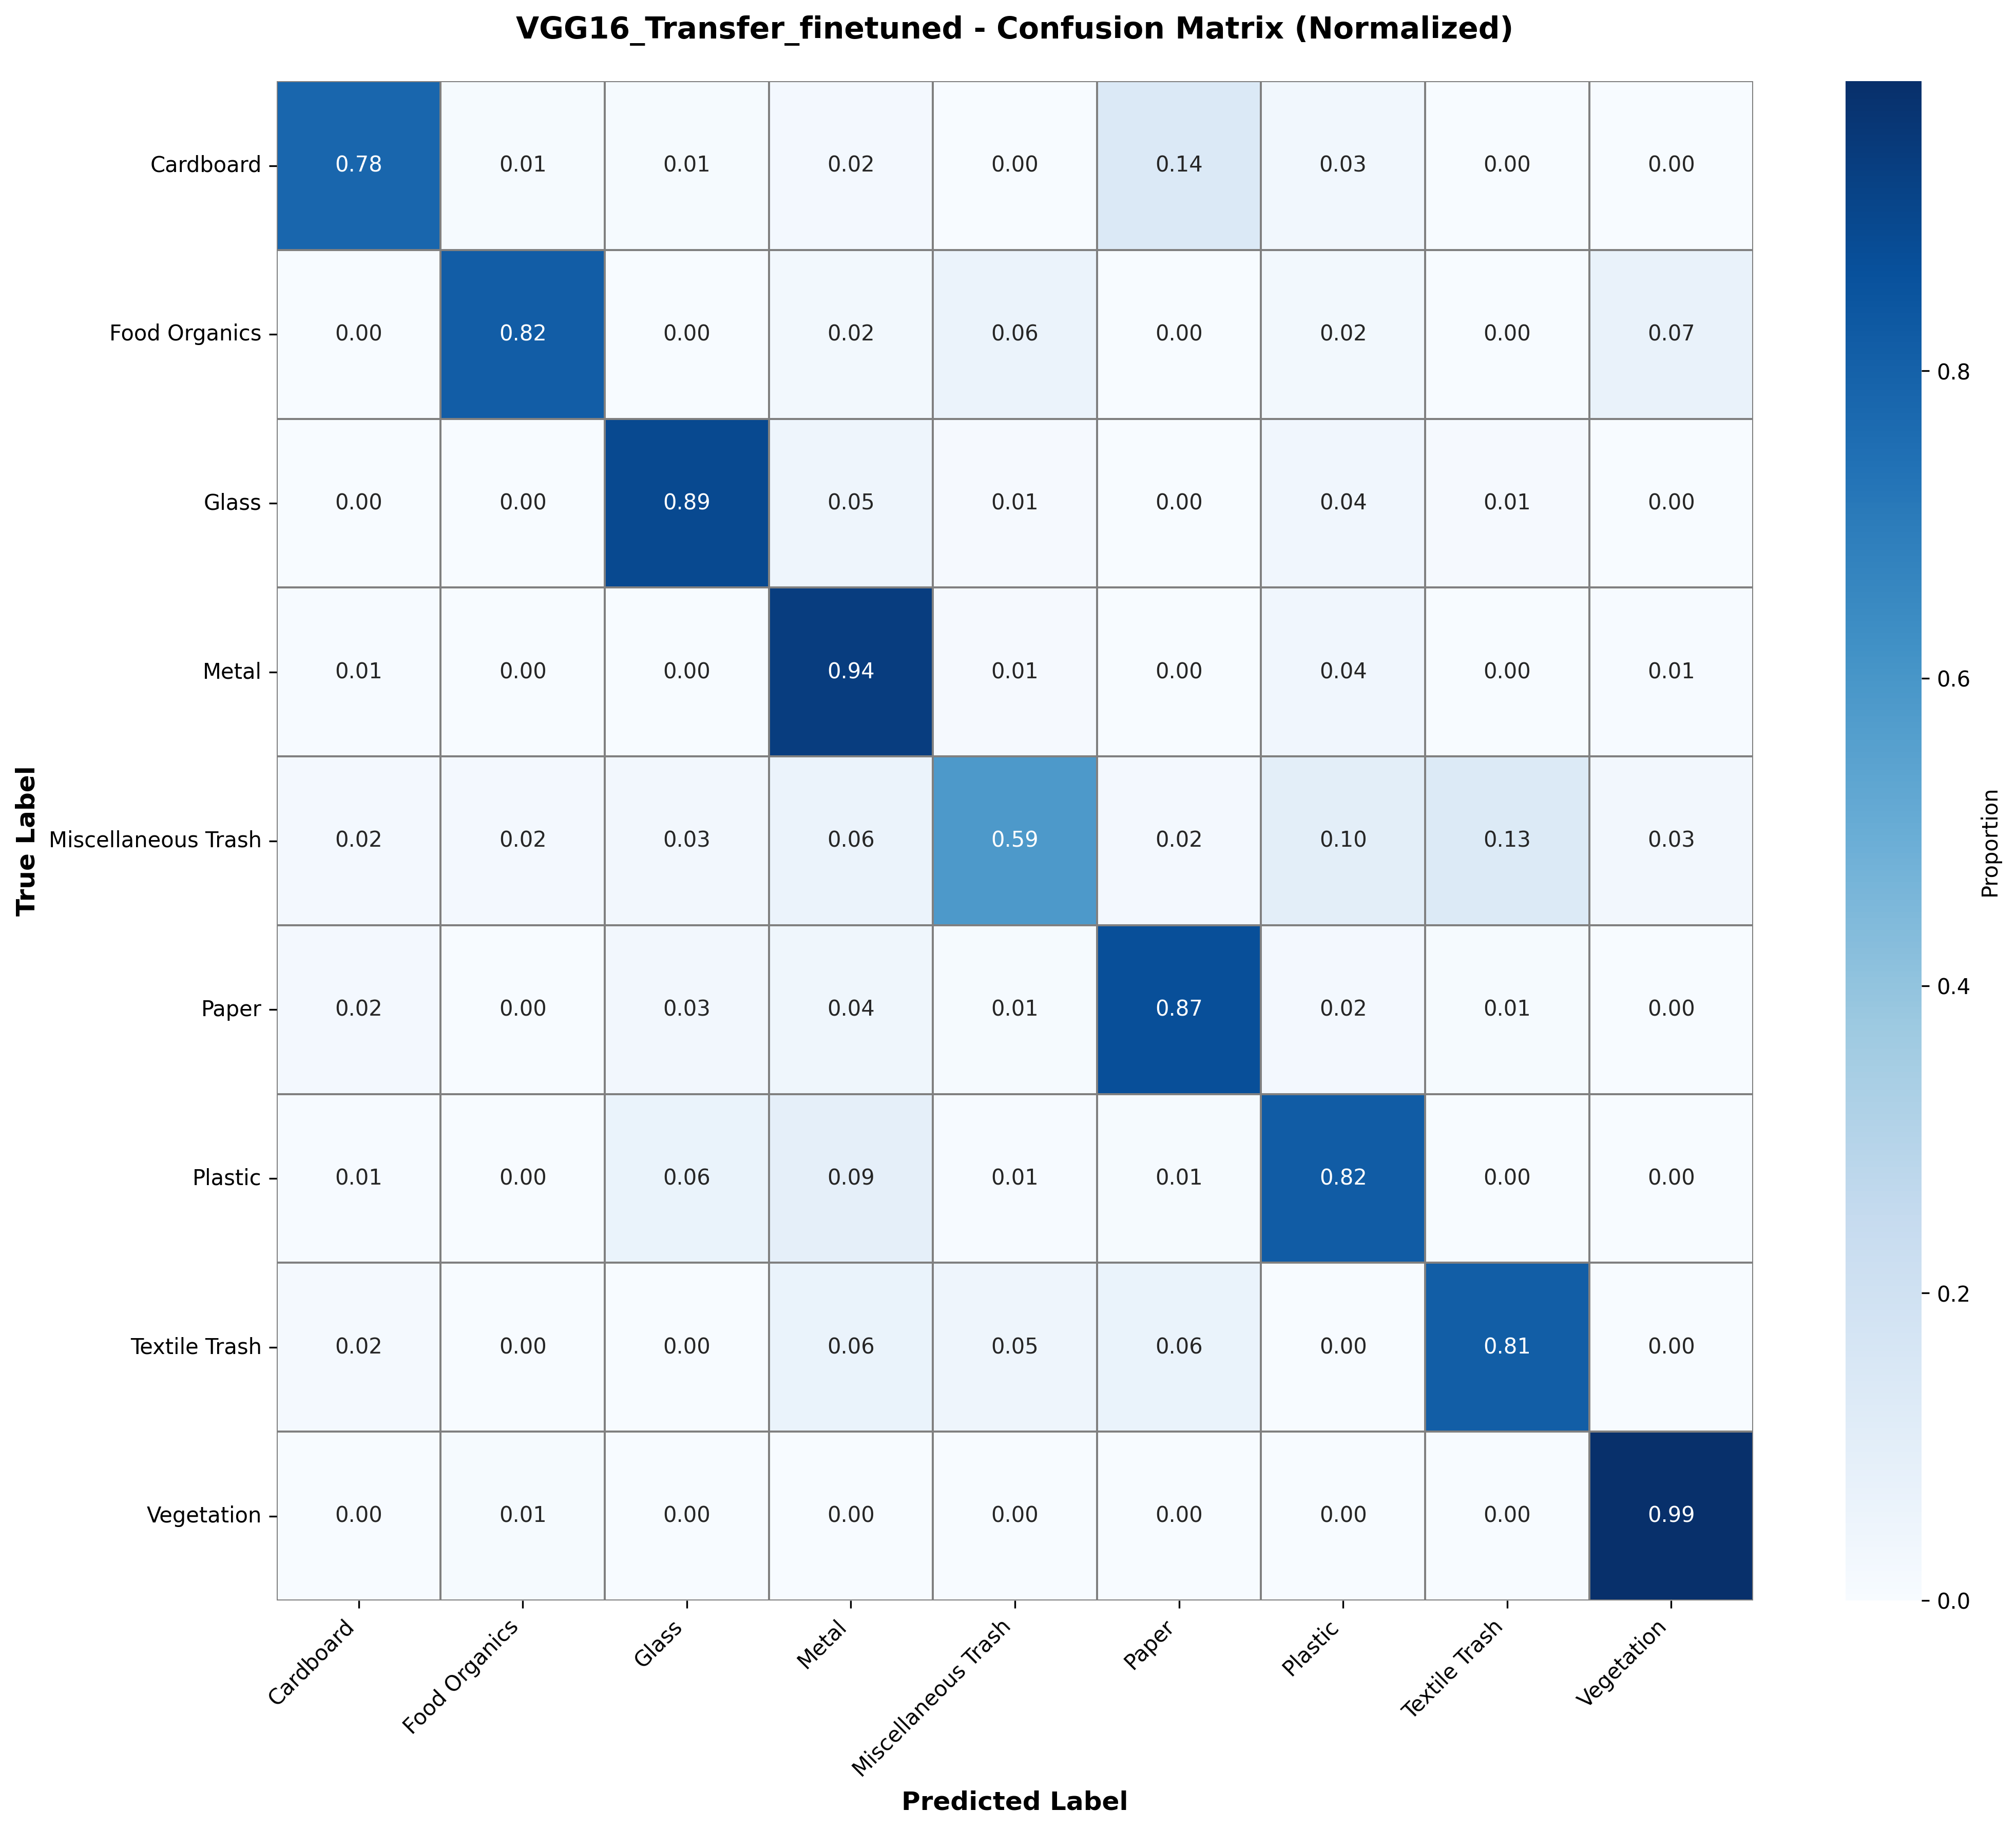 VGG16_Transfer_finetuned - Confusion Matrix (Normalized)
Cardboard 0.78 0.01 0.01 0.02 0.00 0.14 0.03 0.00 0.00
Food Organics 0.00 0.82 0.00 0.02 0.06 0.00 0.02 0.00 0.07
Glass 0.00 0.00 0.89 0.05 0.01 0.00 0.04 0.01 0.00
Metal 0.01 0.00 0.00 0.94 0.01 0.00 0.04 0.00 0.01
Miscellaneous Trash 0.02 0.02 0.03 0.06 0.59 0.02 0.10 0.13 0.03
Paper 0.02 0.00 0.03 0.04 0.01 0.87 0.02 0.01 0.00
Plastic 0.01 0.00 0.06 0.09 0.01 0.01 0.82 0.00 0.00
Textile Trash 0.02 0.00 0.00 0.06 0.05 0.06 0.00 0.81 0.00
Vegetation 0.00 0.01 0.00 0.00 0.00 0.00 0.00 0.00 0.99
Cardboard Food Organics Glass Metal Miscellaneous Trash Paper Plastic Textile Trash Vegetation
Predicted Label
True Label
0.8
0.6
0.4
0.2
0.0
Proportion